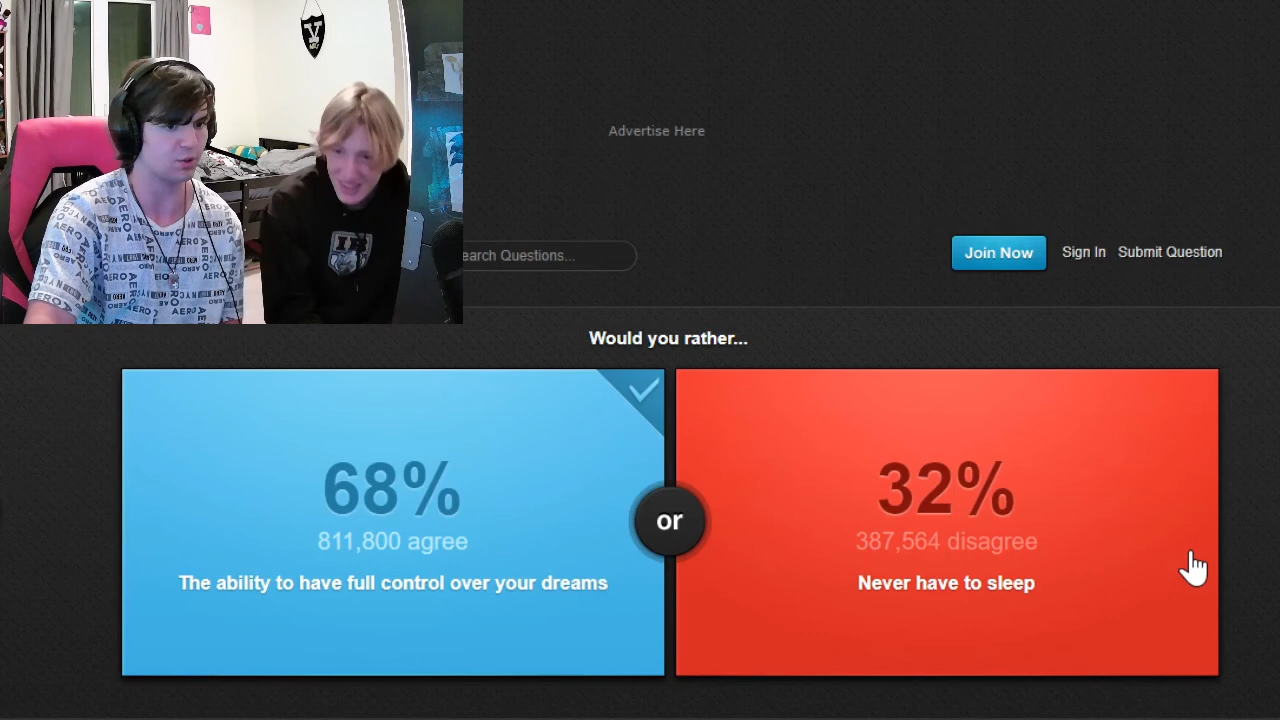 Advertise Here
earch Questions...
Join Now
Sign In
Submit Question
Would you rather...
68%
811,800 agree
The ability to have full control over your dreams
or
32%
387,564 disagree
Never have to sleep
AERO